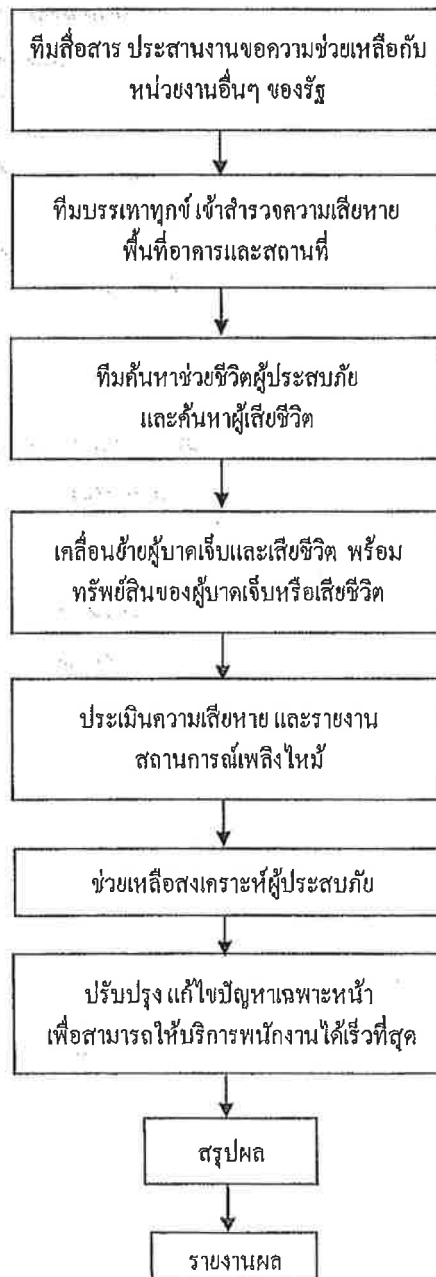 ทีมสื่อสาร ประสานงานขอความช่วยเหลือกับ
หน่วยงานอื่นๆ ของรัฐ
ทีมบรรเทาทุกข์ เข้าสำรวจความเสียหาย
พื้นที่อาคารและสถานที่
ทีมค้นหาช่วยชีวิตผู้ประสบภัย
และค้นหาผู้เสียชีวิต
เคลื่อนย้ายผู้บาดเจ็บและเสียชีวิต พร้อม
ทรัพย์สินของผู้บาดเจ็บหรือเสียชีวิต
ประเมินความเสียหาย และรายงาน
สถานการณ์เพลิงไหม้
ช่วยเหลือสงเคราะห์ผู้ประสบภัย
ปรับปรุง แก้ไขปัญหาเฉพาะหน้า
เพื่อสามารถให้บริการพนักงานได้เร็วที่สุด
สรุปผล
รายงานผล